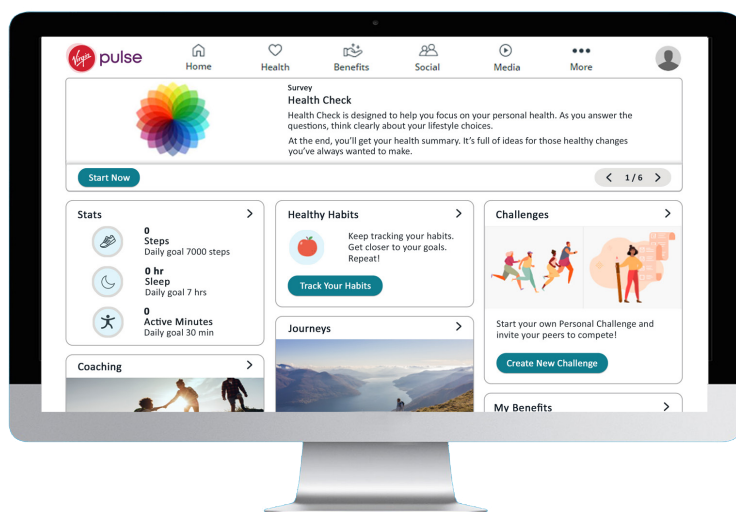 Virgin pulse
Home
Health
Benefits
Social
Media
More
Survey
Health Check
Health Check is designed to help you focus on your personal health. As you answer the
questions, think clearly about your lifestyle choices.
At the end, you'll get your health summary. It's full of ideas for those healthy changes
you've always wanted to make.
Start Now
1 / 6
Stats
0
Steps
Daily goal 7000 steps
0 hr
Sleep
Daily goal 7 hrs
0
Active Minutes
Daily goal 30 min
Coaching
Healthy Habits
Keep tracking your habits.
Get closer to your goals.
Repeat!
Track Your Habits
Journeys
Challenges
Start your own Personal Challenge and
invite your peers to compete!
Create New Challenge
My Benefits